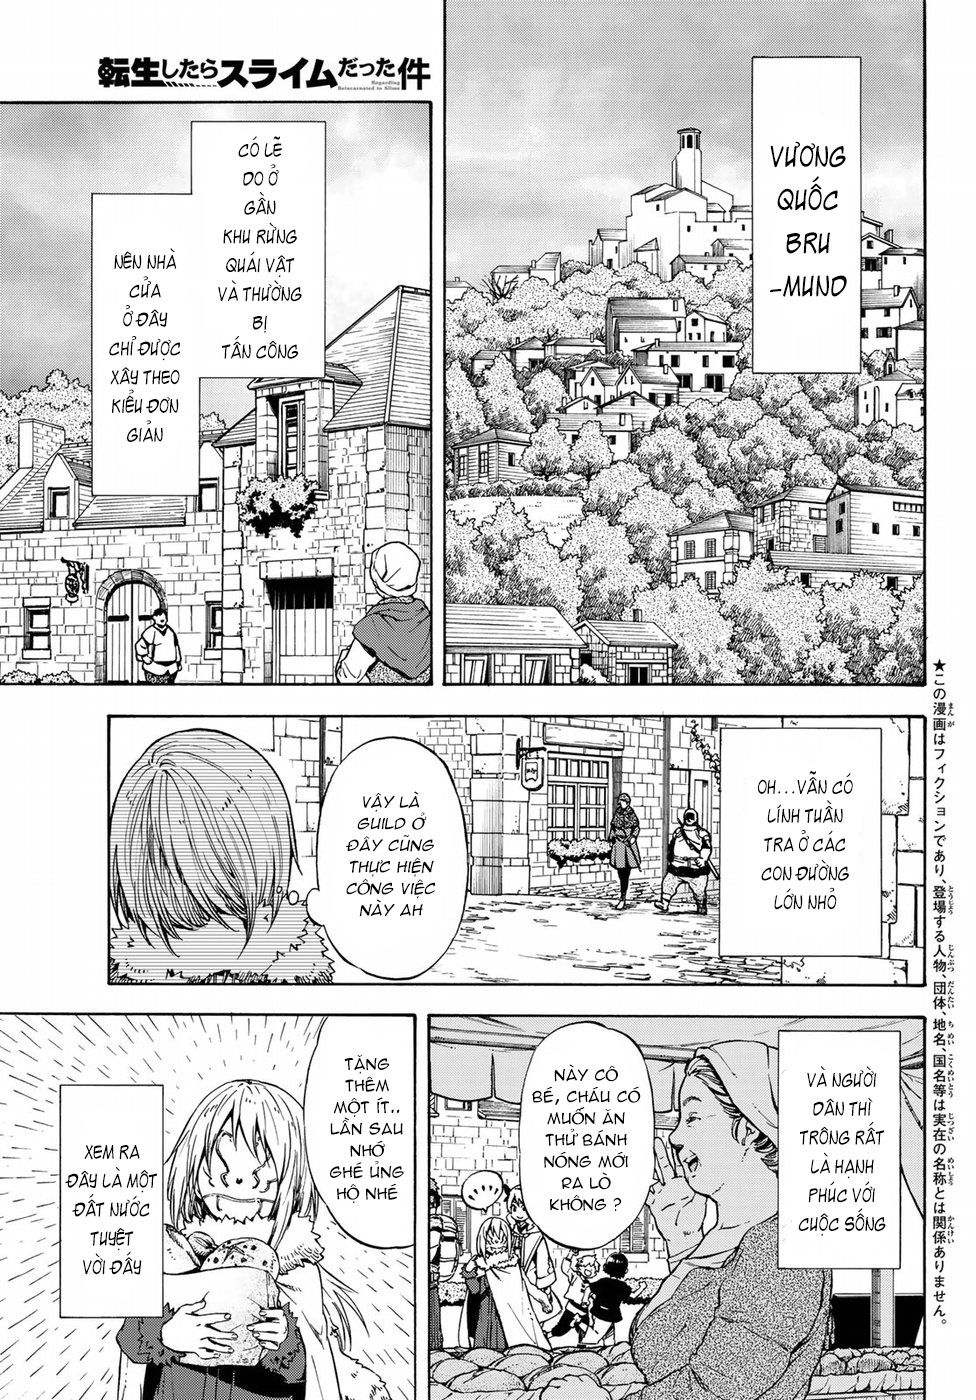 転生したらスライムだった件
Regarding
Reincarnated to Slime
VƯƠNG
QUỐC
BRU
-MUND
CÓ LẼ
DO Ở
GẦN
KHU RỪNG
QUÁI VẬT
VÀ THƯỜNG
BỊ
TẤN CÔNG
NÊN NHÀ
CỬA
Ở ĐÂY
CHỈ ĐƯỢC
XÂY THEO
KIỂU ĐƠN
GIẢN
OH...VẪN CÓ
LÍNH TUẦN
TRA Ở CÁC
CON ĐƯỜNG
LỚN NHỎ
VẬY LÀ
GUILD Ở
ĐÂY CŨNG
THỰC HIỆN
CÔNG VIỆC
NÀY AH
VÀ NGƯỜI
DÂN THÌ
TRÔNG RẤT
LÀ HẠNH
PHÚC VỚI
CUỘC SỐNG
NÀY CÔ
BÉ, CHÁU CÓ
MUỐN ĂN
THỬ BÁNH
NÓNG MỚI
RA LÒ
KHÔNG ?
TẶNG
THÊM
MỘT ÍT..
LẦN SAU
NHỚ
GHÉ ỦNG
HỘ NHÉ
XEM RA
ĐÂY LÀ MỘT
ĐẤT NƯỚC
TUYỆT
VỜI ĐẤY
★この漫画はフィクションであり、登場する人物、団体、地名、国名等は実在の名称とは関係ありません。